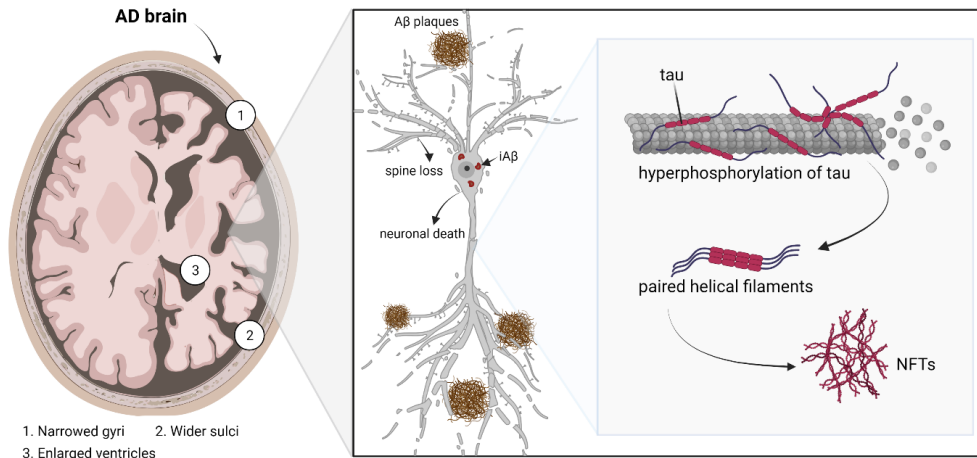 AD brain
1
2
3
1. Narrowed gyri 2. Wider sulci
3. Enlarged ventricles
Aβ plaques
spine loss
iAβ
neuronal death
tau
hyperphosphorylation of tau
paired helical filaments
NFTs